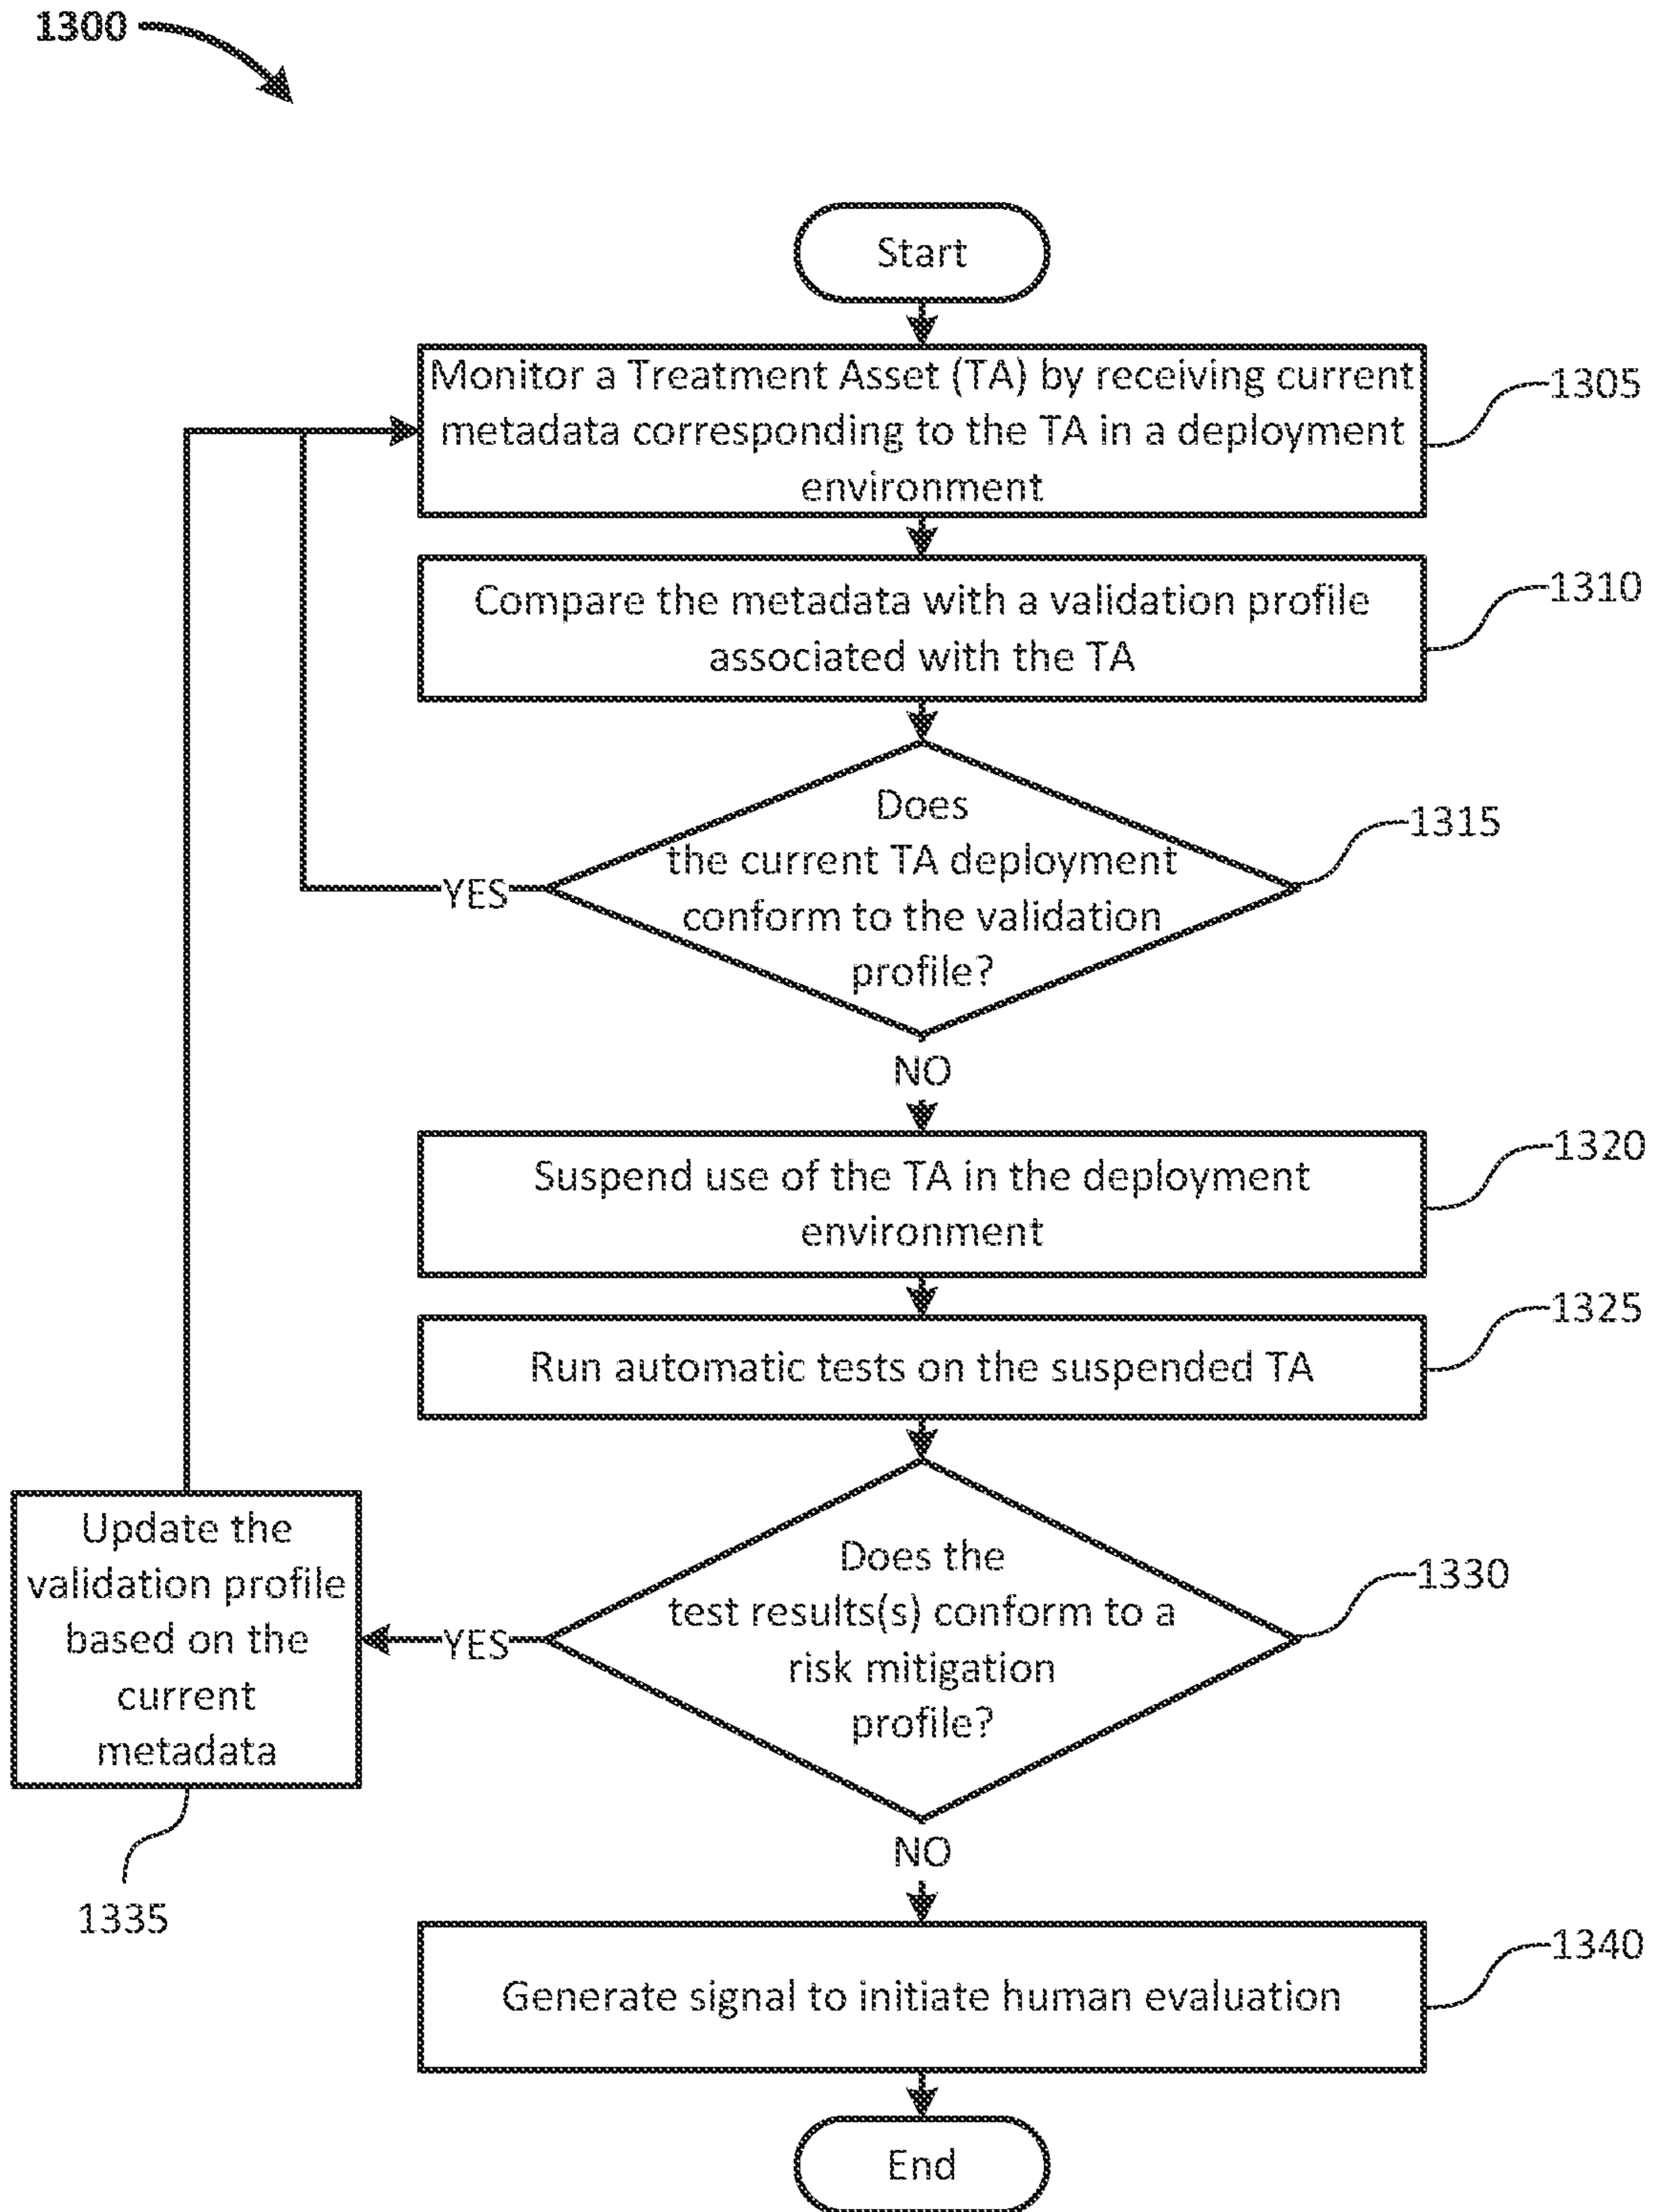 1300
Start
Monitor a Treatment Asset (TA) by receiving current
metadata corresponding to the TA in a deployment
environment
1305
Compare the metadata with a validation profile
associated with the TA
1310
Does
the current TA deployment
conform to the validation
profile?
1315
YES
NO
Suspend use of the TA in the deployment
environment
1320
Run automatic tests on the suspended TA
1325
Does the
test results(s) conform to a
risk mitigation
profile?
1330
YES
Update the
validation profile
based on the
current
metadata
1335
NO
Generate signal to initiate human evaluation
1340
End